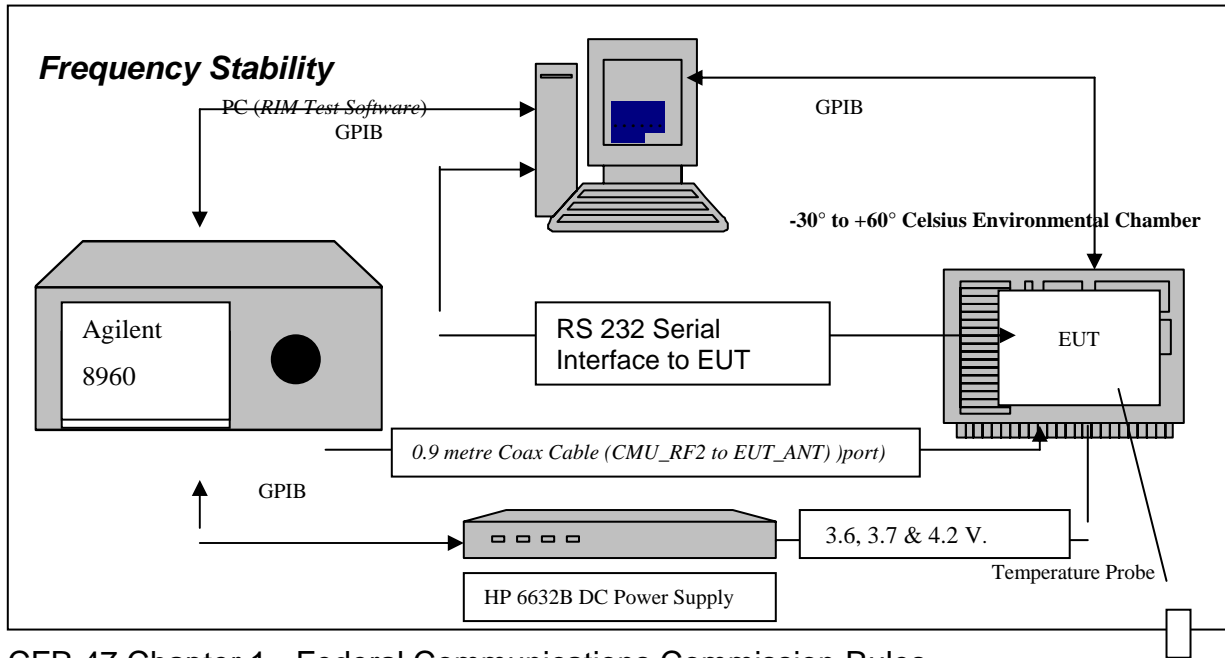 Frequency Stability
PC (RIM Test Software)
GPIB
GPIB
-30° to +60° Celsius Environmental Chamber
Agilent
8960
RS 232 Serial
Interface to EUT
EUT
0.9 metre Coax Cable (CMU_RF2 to EUT_ANT) )port)
GPIB
3.6, 3.7 & 4.2 V.
Temperature Probe
HP 6632B DC Power Supply
CFR 47 Chapter 1 - Federal Communications Commission Rules